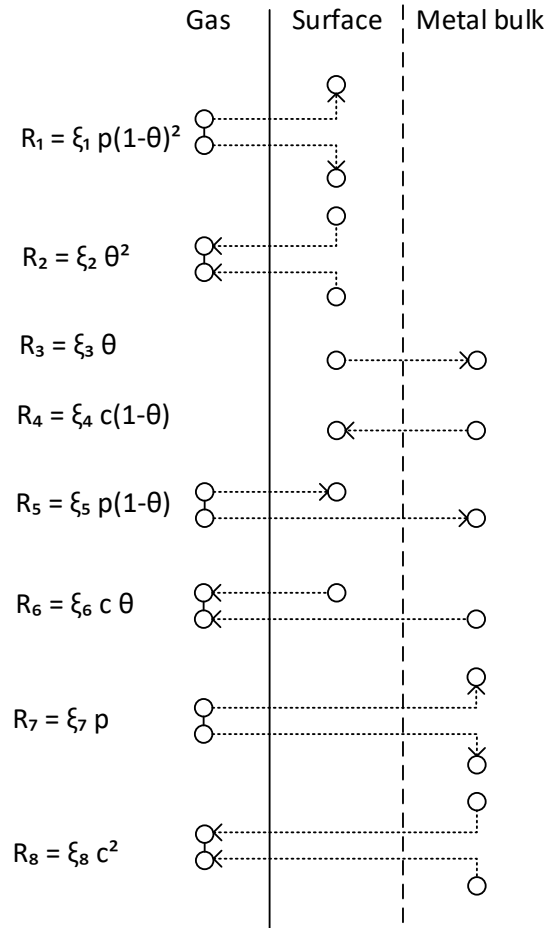 Gas Surface Metal bulk
R₁ = ξ₁ p(1-θ)²
R₂ = ξ₂ θ²
R₃ = ξ₃ θ
R₄ = ξ₄ c(1-θ)
R₅ = ξ₅ p(1-θ)
R₆ = ξ₆ c θ
R₇ = ξ₇ p
R₈ = ξ₈ c²